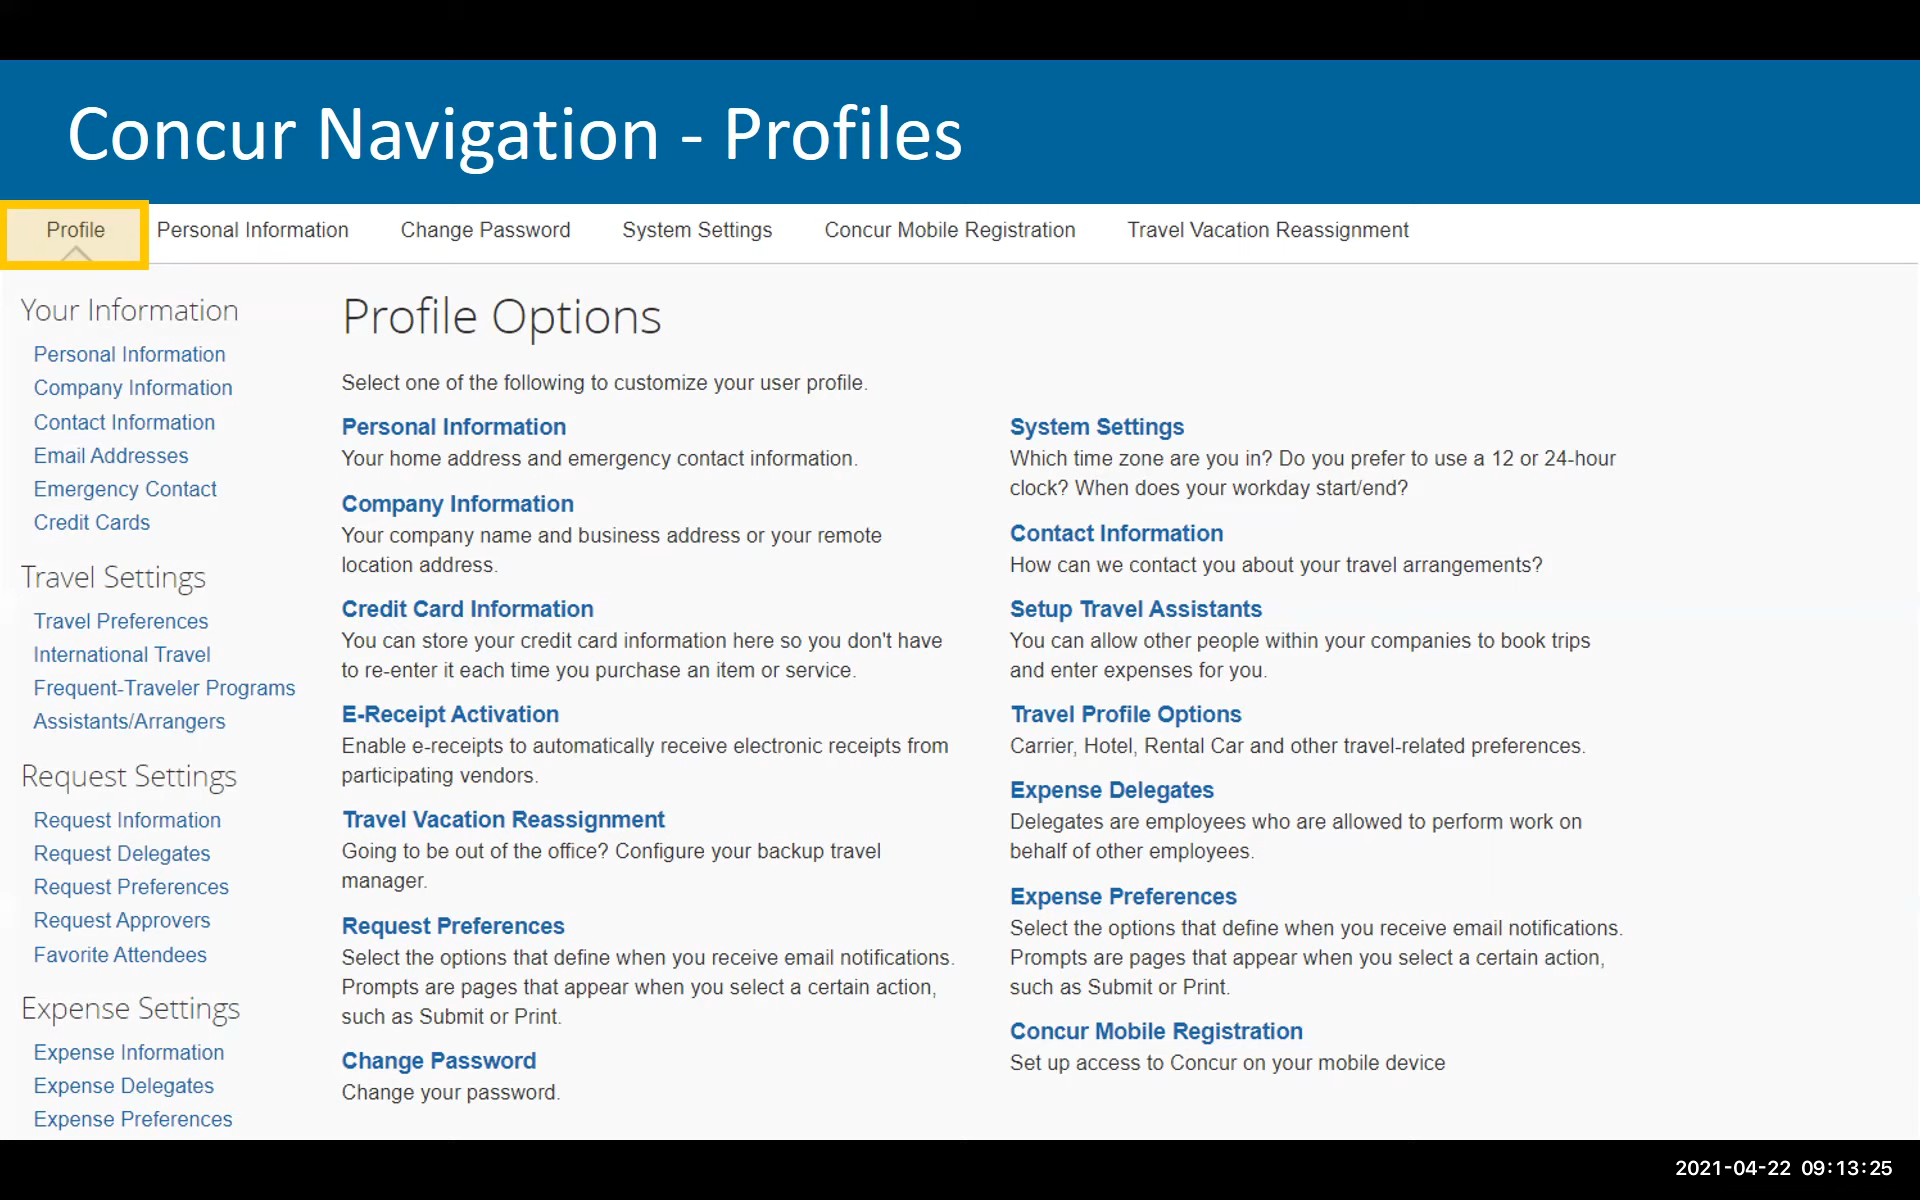 Concur Navigation - Profiles
Profile
Personal Information
Change Password
System Settings
Concur Mobile Registration
Travel Vacation Reassignment
Your Information
Personal Information
Company Information
Contact Information
Email Addresses
Emergency Contact
Credit Cards
Travel Settings
Travel Preferences
International Travel
Frequent-Traveler Programs
Assistants/Arrangers
Request Settings
Request Information
Request Delegates
Request Preferences
Request Approvers
Favorite Attendees
Expense Settings
Expense Information
Expense Delegates
Expense Preferences
Profile Options
Select one of the following to customize your user profile.
Personal Information
Your home address and emergency contact information.
Company Information
Your company name and business address or your remote
location address.
Credit Card Information
You can store your credit card information here so you don't have
to re-enter it each time you purchase an item or service.
E-Receipt Activation
Enable e-receipts to automatically receive electronic receipts from
participating vendors.
Travel Vacation Reassignment
Going to be out of the office? Configure your backup travel
manager.
Request Preferences
Select the options that define when you receive email notifications.
Prompts are pages that appear when you select a certain action,
such as Submit or Print.
Change Password
Change your password.
System Settings
Which time zone are you in? Do you prefer to use a 12 or 24-hour
clock? When does your workday start/end?
Contact Information
How can we contact you about your travel arrangements?
Setup Travel Assistants
You can allow other people within your companies to book trips
and enter expenses for you.
Travel Profile Options
Carrier, Hotel, Rental Car and other travel-related preferences.
Expense Delegates
Delegates are employees who are allowed to perform work on
behalf of other employees.
Expense Preferences
Select the options that define when you receive email notifications.
Prompts are pages that appear when you select a certain action,
such as Submit or Print.
Concur Mobile Registration
Set up access to Concur on your mobile device
2021-04-22 09:13:25